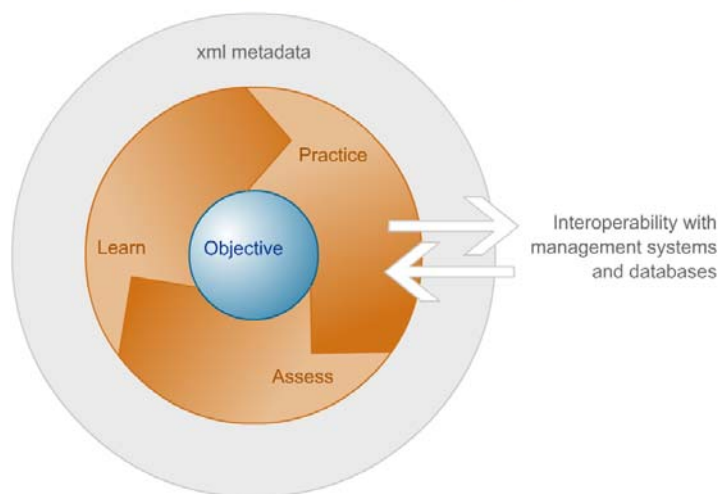 xml metadata
Practice
Learn
Objective
Assess
Interoperability with
management systems
and databases